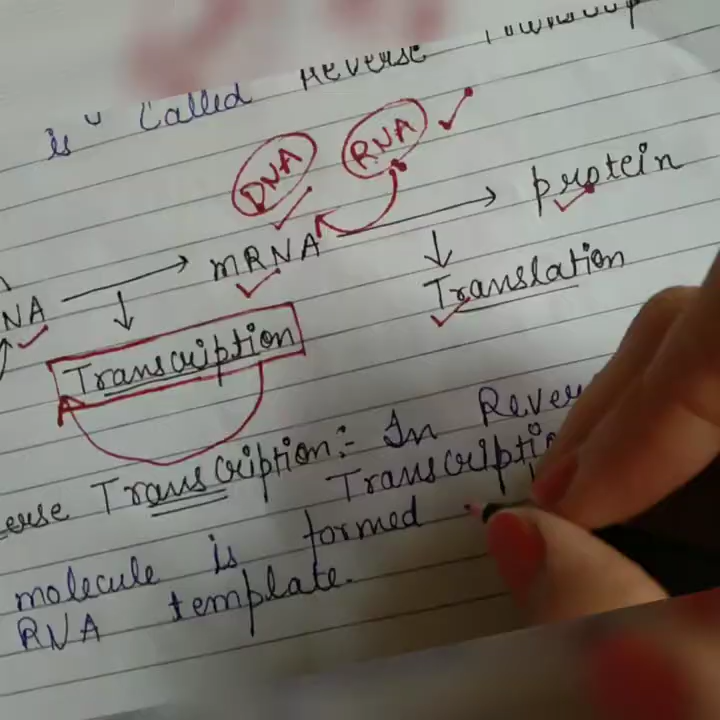 is Called Reverse
DNA RNA
NA → mRNA → protein
Transcription Translation
erse Transcription:- In Rever
Transcripti
molecule is formed
RNA template.